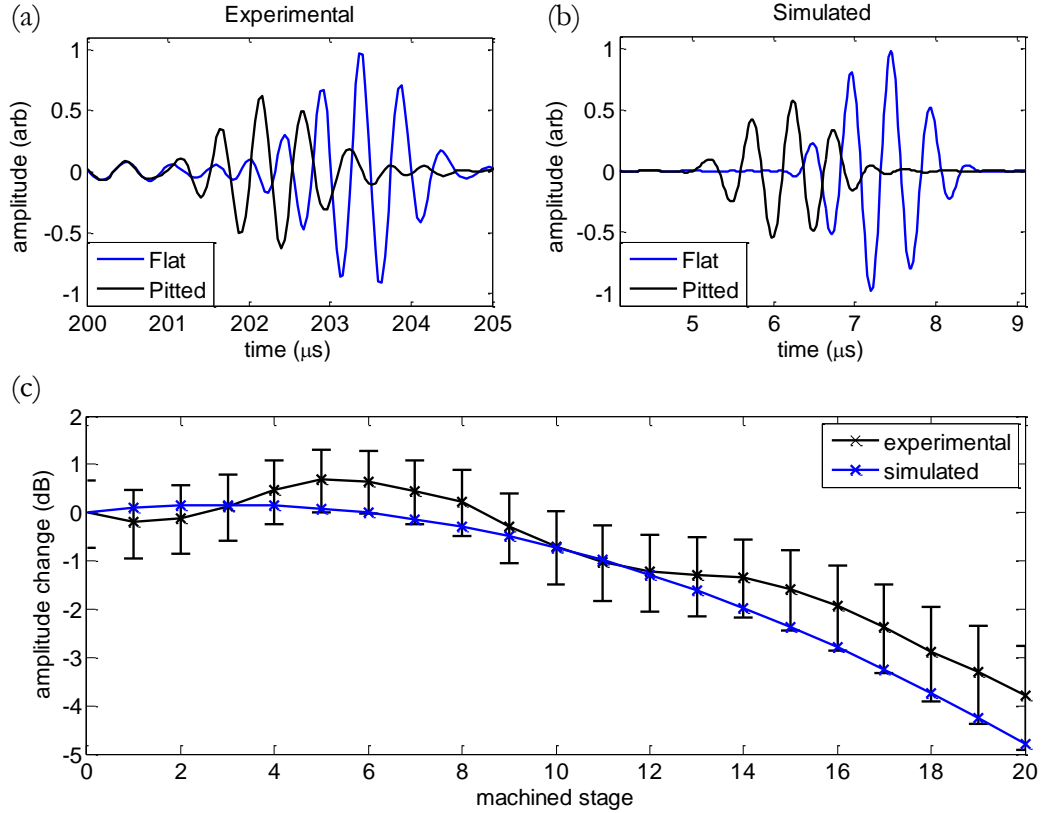 (a)
Experimental
1
0.5
0
-0.5
-1
amplitude (arb)
Flat
Pitted
200 201 202 203 204 205
time (μs)
(b)
Simulated
1
0.5
0
-0.5
-1
amplitude (arb)
Flat
Pitted
5 6 7 8 9
time (μs)
(c)
2
1
0
-1
-2
-3
-4
-5
amplitude change (dB)
experimental
simulated
0 2 4 6 8 10 12 14 16 18 20
machined stage